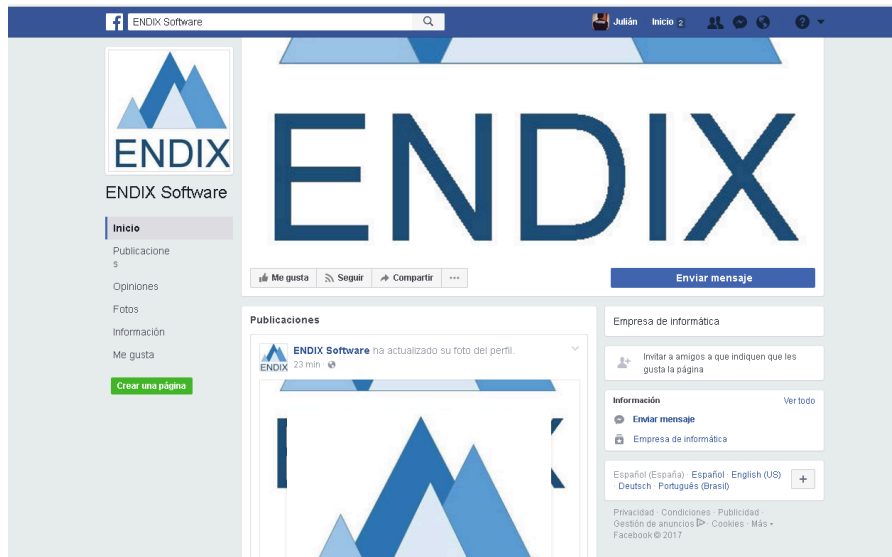 ENDIX Software
Julián Inicio 2
ENDIX
ENDIX Software
Inicio
Publicacione
s
Opiniones
Fotos
Información
Me gusta
Crear una página
ENDIX
Me gusta Seguir Compartir ...
Enviar mensaje
Publicaciones
ENDIX Software ha actualizado su foto del perfil.
ENDIX
23 min ·
Empresa de informática
Invitar a amigos a que indiquen que les
gusta la página
Información Ver todo
Enviar mensaje
Empresa de informática
Español (España) · Español · English (US)
· Deutsch · Português (Brasil)
+
Privacidad · Condiciones · Publicidad ·
Gestión de anuncios · Cookies · Más
Facebook © 2017